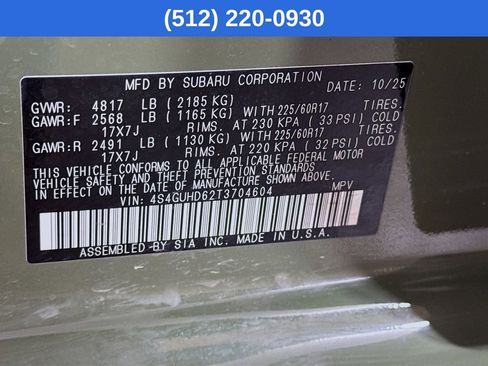 (512) 220-0930
MFD BY SUBARU CORPORATION
DATE: 10/25
GVWR: 4817 LB ( 2185 KG)
GAWR:F 2568 LB ( 1165 KG) WITH 225/60R17 TIRES.
17X7J RIMS. AT 230 KPA ( 33 PSI) COLD
GAWR:R 2491 LB ( 1130 KG) WITH 225/60R17 TIRES.
17X7J RIMS. AT 220 KPA ( 32 PSI) COLD
THIS VEHICLE CONFORMS TO ALL APPLICABLE FEDERAL MOTOR
VEHICLE SAFETY AND THEFT PREVENTION STANDARDS
IN EFFECT ON THE DATE OF MANUFACTURE SHOWN ABOVE.
VIN: 4S4GUHD62T3704604 MPV
ASSEMBLED BY SIA INC. MADE IN U.S.A.